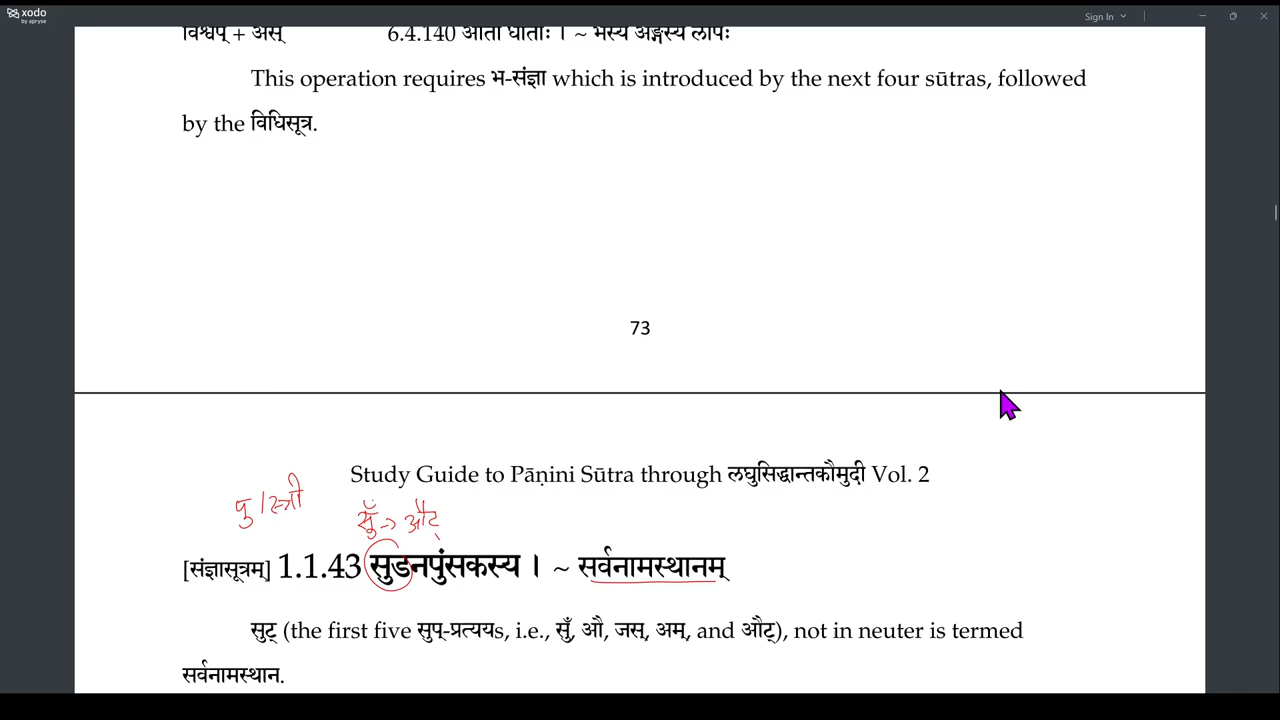 xodo
by apryse
Sign In
विश्वप् + अस् 6.4.140 आतो धातोः । ~ भस्य अङ्गस्य लोपः
This operation requires भ-संज्ञा which is introduced by the next four sūtras, followed
by the विधिसूत्र.
73
Study Guide to Pāṇini Sūtra through लघुसिद्धान्तकौमुदी Vol. 2
पु / स्त्री
सुँ -> औट्
[संज्ञासूत्रम्] 1.1.43 सुडनपुंसकस्य । ~ सर्वनामस्थानम्
सुट् (the first five सुप्-प्रत्ययs, i.e., सुँ, औ, जस्, अम्, and औट्), not in neuter is termed
सर्वनामस्थान.